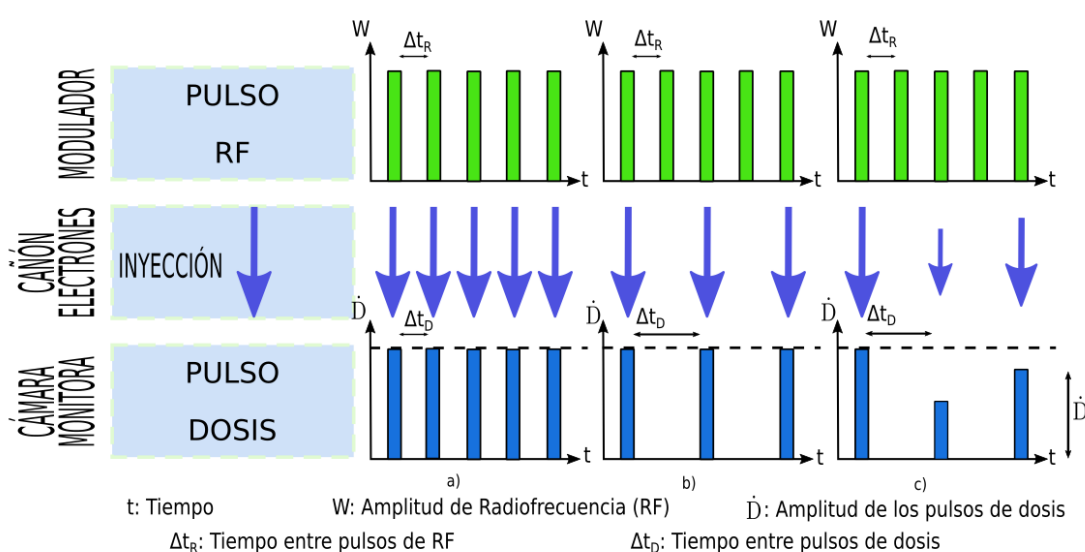 MODULADOR
PULSO
RF
W
Δt_R
t
W
Δt_R
t
W
Δt_R
t
CAÑÓN
ELECTRONES
INYECCIÓN
CÁMARA
MONITORA
PULSO
DOSIS
Ḋ
Δt_D
t
Ḋ
Δt_D
t
Ḋ
Δt_D
Ḋ
t
a)
b)
c)
t: Tiempo
W: Amplitud de Radiofrecuencia (RF)
Ḋ: Amplitud de los pulsos de dosis
Δt_R: Tiempo entre pulsos de RF
Δt_D: Tiempo entre pulsos de dosis